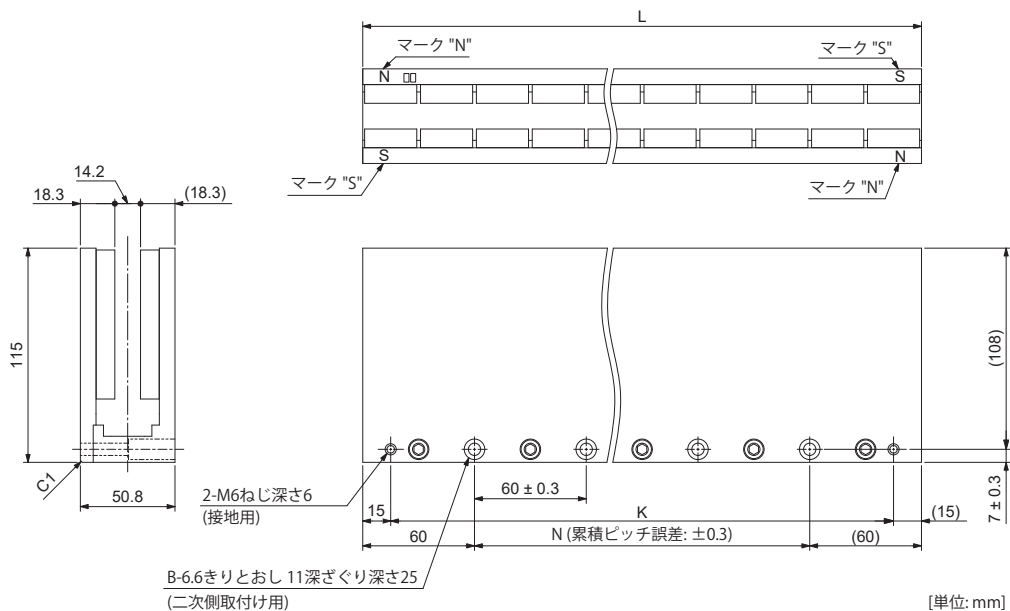 L
マーク "N"
マーク "S"
N
S
S
N
マーク "S"
マーク "N"
14.2
18.3
(18.3)
115
(108)
C1
50.8
2-M6ねじ深さ6
(接地用)
60 ± 0.3
7 ± 0.3
15
K
(15)
60
N (累積ピッチ誤差: ±0.3)
(60)
B-6.6きりとおし 11深ざぐり深さ25
(二次側取付け用)
[単位: mm]